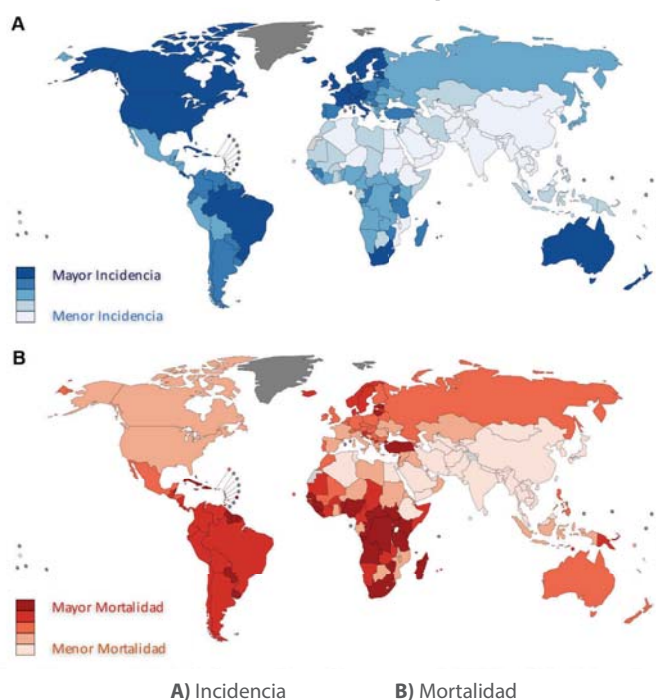 A
Mayor Incidencia
Menor Incidencia
B
Mayor Mortalidad
Menor Mortalidad
A) Incidencia B) Mortalidad